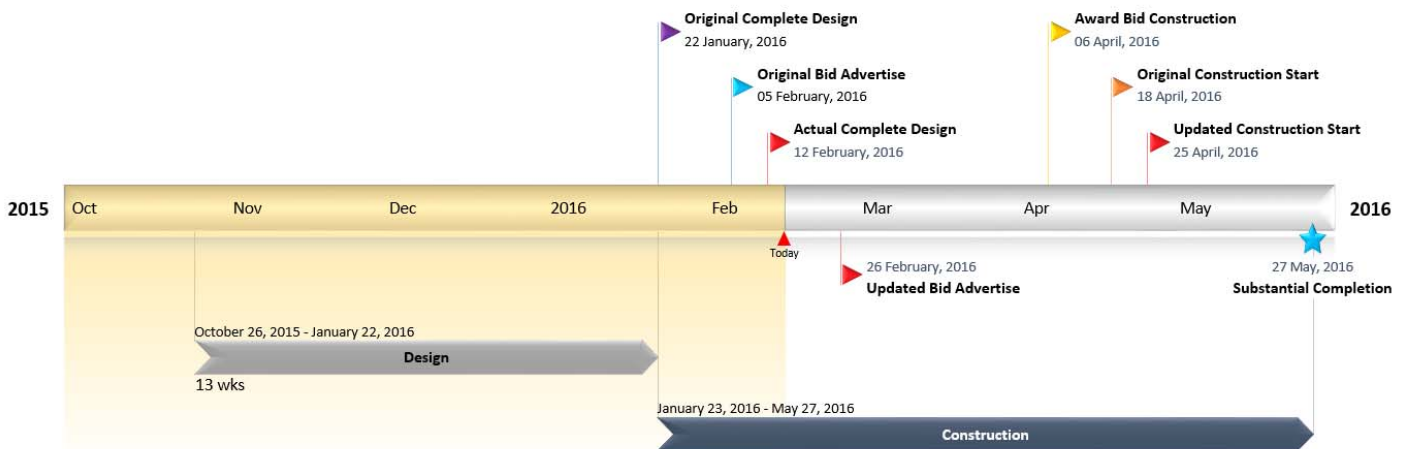 Original Complete Design
22 January, 2016
Award Bid Construction
06 April, 2016
Original Bid Advertise
05 February, 2016
Original Construction Start
18 April, 2016
Actual Complete Design
12 February, 2016
Updated Construction Start
25 April, 2016
2015 Oct Nov Dec 2016 Feb Mar Apr May 2016
Today
26 February, 2016
Updated Bid Advertise
27 May, 2016
Substantial Completion
October 26, 2015 - January 22, 2016
Design
13 wks
January 23, 2016 - May 27, 2016
Construction